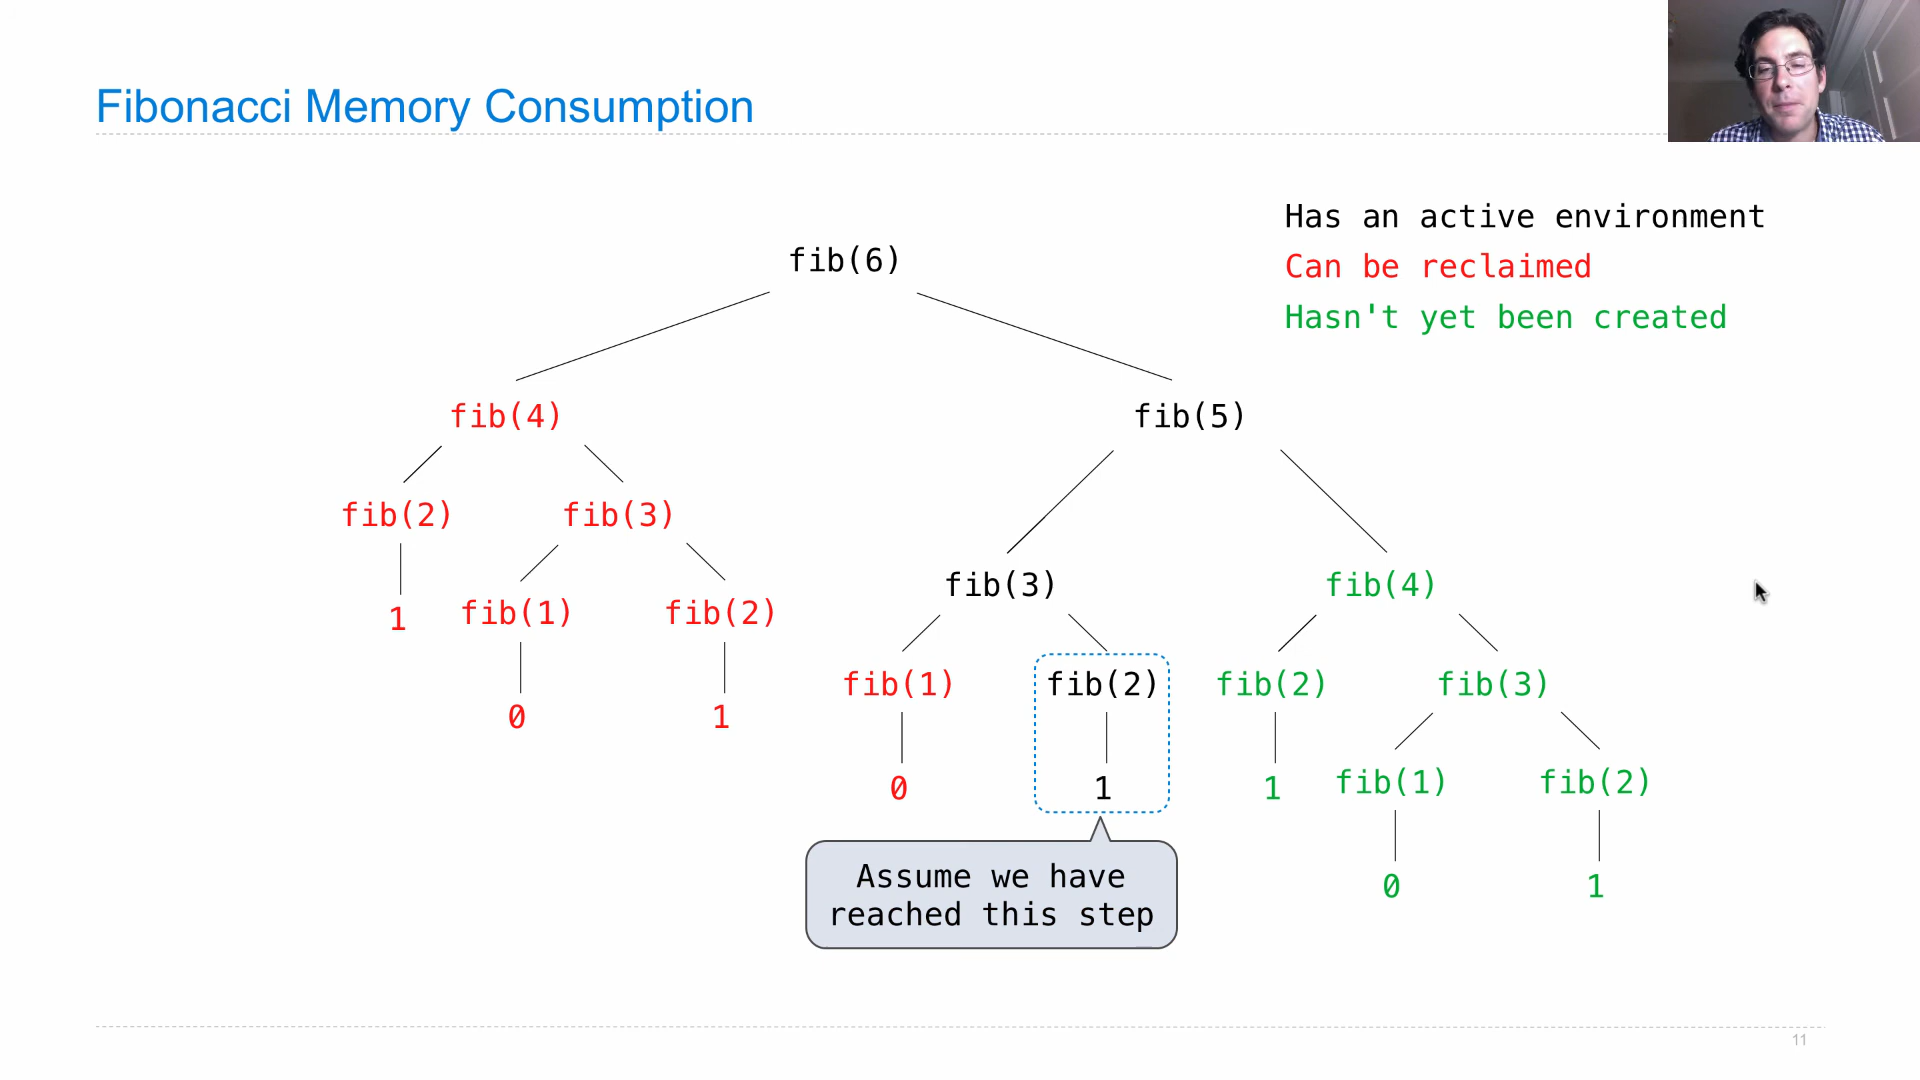 Fibonacci Memory Consumption
Has an active environment
Can be reclaimed
Hasn't yet been created
fib(6)
fib(4)
fib(5)
fib(2)
fib(3)
fib(3)
fib(4)
1
fib(1)
fib(2)
fib(1)
fib(2)
fib(2)
fib(3)
0
1
0
1
1
fib(1)
fib(2)
0
1
Assume we have
reached this step
11